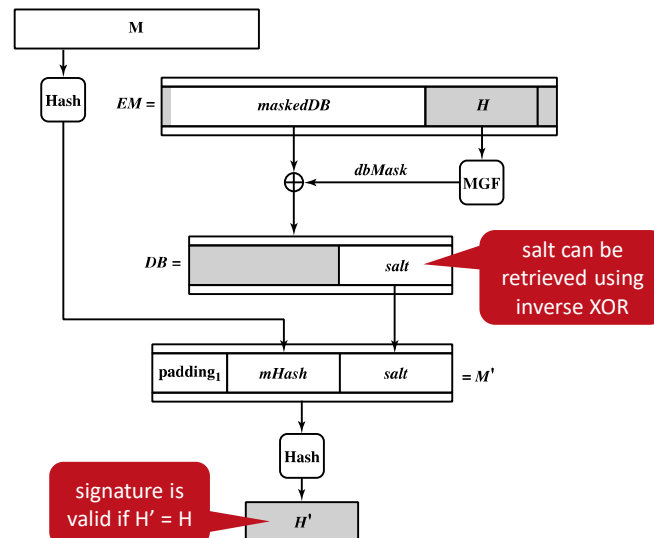 M
Hash
EM =
maskedDB
H
dbMask
MGF
DB =
salt
salt can be
retrieved using
inverse XOR
padding₁
mHash
salt
= M'
Hash
signature is
valid if H' = H
H'